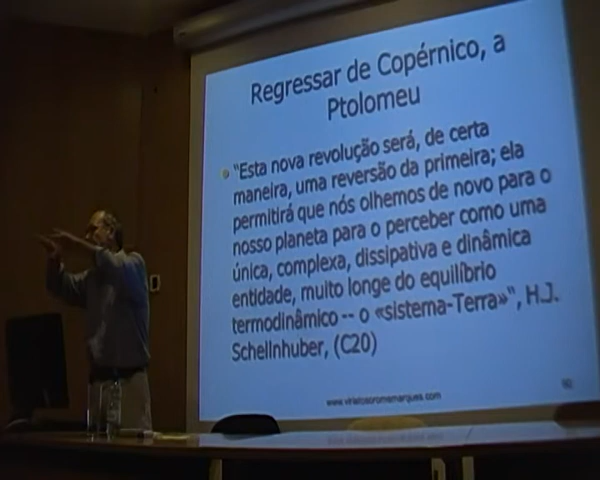 Regressar de Copérnico, a
Ptolomeu
“Esta nova revolução será, de certa
maneira, uma reversão da primeira; ela
permitirá que nós olhemos de novo para o
nosso planeta para o perceber como uma
única, complexa, dissipativa e dinâmica
entidade, muito longe do equilíbrio
termodinâmico -- o «sistema-Terra»“, H.J.
Schellnhuber, (C20)
www.viriatosoromenho-marques.com